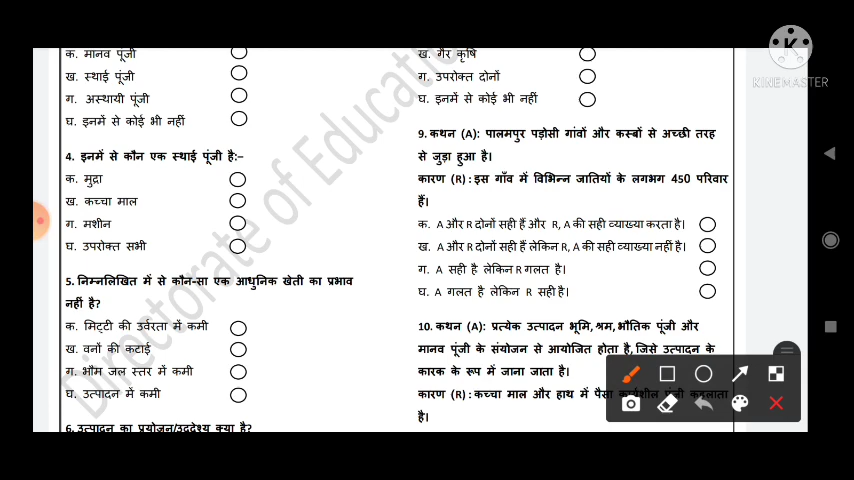 क. मानव पूंजी
ख. स्थाई पूंजी
ग. अस्थायी पूंजी
घ. इनमें से कोई भी नहीं
4. इनमें से कौन एक स्थाई पूंजी है:–
क. मुद्रा
ख. कच्चा माल
ग. मशीन
घ. उपरोक्त सभी
5. निम्नलिखित में से कौन-सा एक आधुनिक खेती का प्रभाव
नहीं है?
क. मिट्टी की उर्वरता में कमी
ख. वनों की कटाई
ग. भौम जल स्तर में कमी
घ. उत्पादन में कमी
6. उत्पादन का प्रयोजन/उद्देश्य क्या है?
ख. गैर कृषि
ग. उपरोक्त दोनों
घ. इनमें से कोई भी नहीं
9. कथन (A): पालमपुर पड़ोसी गांवों और कस्बों से अच्छी तरह
से जुड़ा हुआ है।
कारण (R) : इस गाँव में विभिन्न जातियों के लगभग 450 परिवार
हैं।
क. A और R दोनों सही हैं और R, A की सही व्याख्या करता है।
ख. A और R दोनों सही हैं लेकिन R, A की सही व्याख्या नहीं है।
ग. A सही है लेकिन R गलत है।
घ. A गलत है लेकिन R सही है।
10. कथन (A): प्रत्येक उत्पादन भूमि, श्रम, भौतिक पूंजी और
मानव पूंजी के संयोजन से आयोजित होता है, जिसे उत्पादन के
कारक के रूप में जाना जाता है।
कारण (R) : कच्चा माल और हाथ में पैसा
है।
Directorate of Educatio
K
KINEMASTER